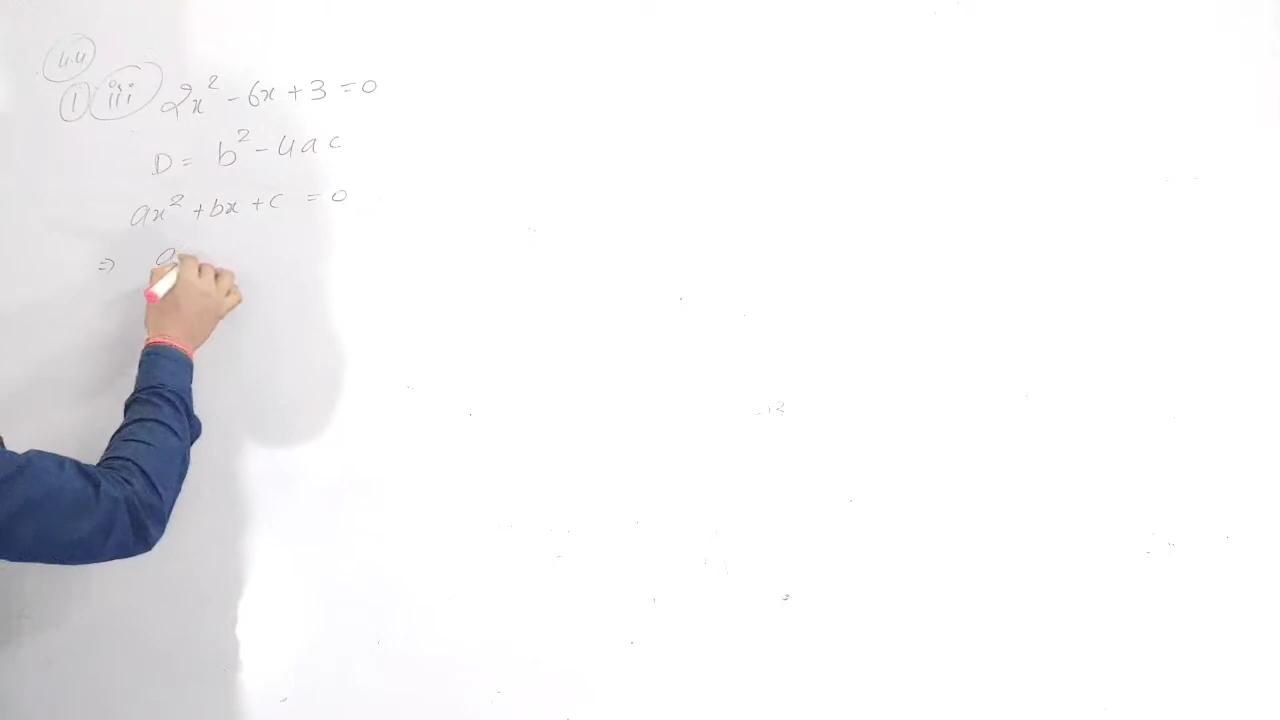 4.4
1 iii 2x² - 6x + 3 = 0
D = b² - 4ac
ax² + bx + c = 0
⇒ a